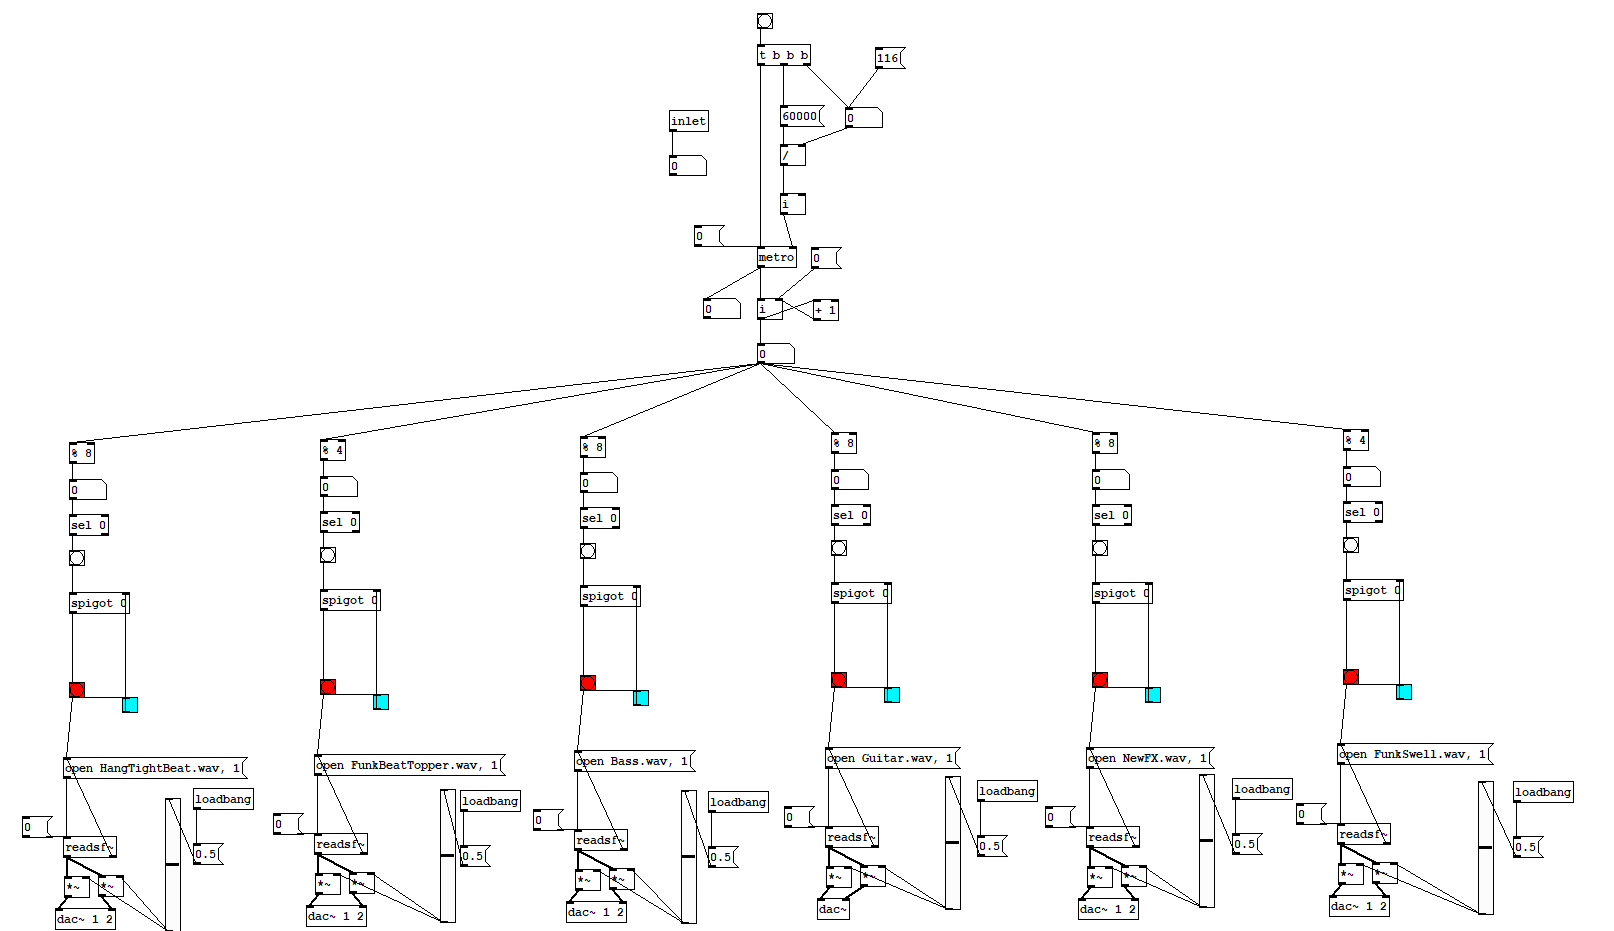 t b b b
116
inlet
60000
0
0
/
i
0
metro
0
0
i
+ 1
0
% 8
% 4
% 8
% 8
% 8
% 4
0
0
0
0
0
0
sel 0
sel 0
sel 0
sel 0
sel 0
sel 0
spigot 0
spigot 0
spigot 0
spigot 0
spigot 0
spigot 0
open HangTightBeat.wav, 1
open FunkBeatTopper.wav, 1
open Bass.wav, 1
open Guitar.wav, 1
open NewFX.wav, 1
open FunkSwell.wav, 1
loadbang
loadbang
loadbang
loadbang
loadbang
loadbang
0
0
0
0
0
0
readsf~
readsf~
readsf~
readsf~
readsf~
readsf~
0.5
0.5
0.5
0.5
0.5
0.5
*~
*~
*~
*~
*~
*~
*~
*~
*~
*~
*~
*~
dac~ 1 2
dac~ 1 2
dac~ 1 2
dac~
dac~ 1 2
dac~ 1 2